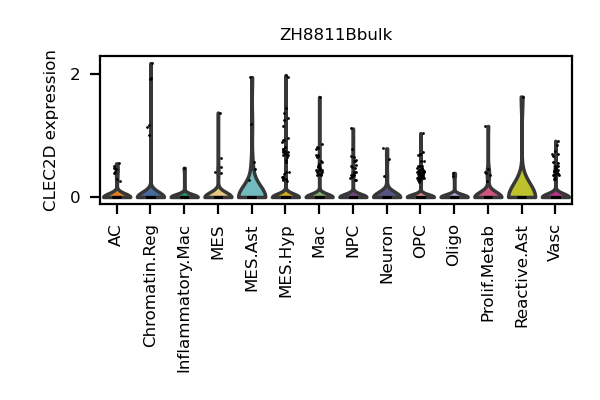 ZH8811Bbulk
CLEC2D expression
2
0
AC
Chromatin.Reg
Inflammatory.Mac
MES
MES.Ast
MES.Hyp
Mac
NPC
Neuron
OPC
Oligo
Prolif.Metab
Reactive.Ast
Vasc